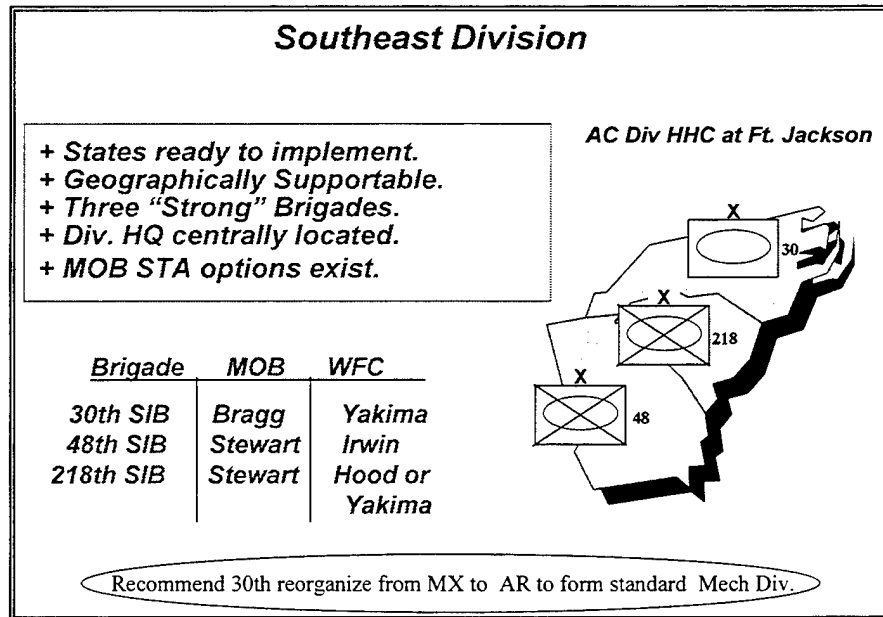 Southeast Division
+ States ready to implement.
+ Geographically Supportable.
+ Three “Strong” Brigades.
+ Div. HQ centrally located.
+ MOB STA options exist.
AC Div HHC at Ft. Jackson
X
30
X
218
X
48
Brigade MOB WFC
30th SIB Bragg Yakima
48th SIB Stewart Irwin
218th SIB Stewart Hood or
Yakima
Recommend 30th reorganize from MX to AR to form standard Mech Div.